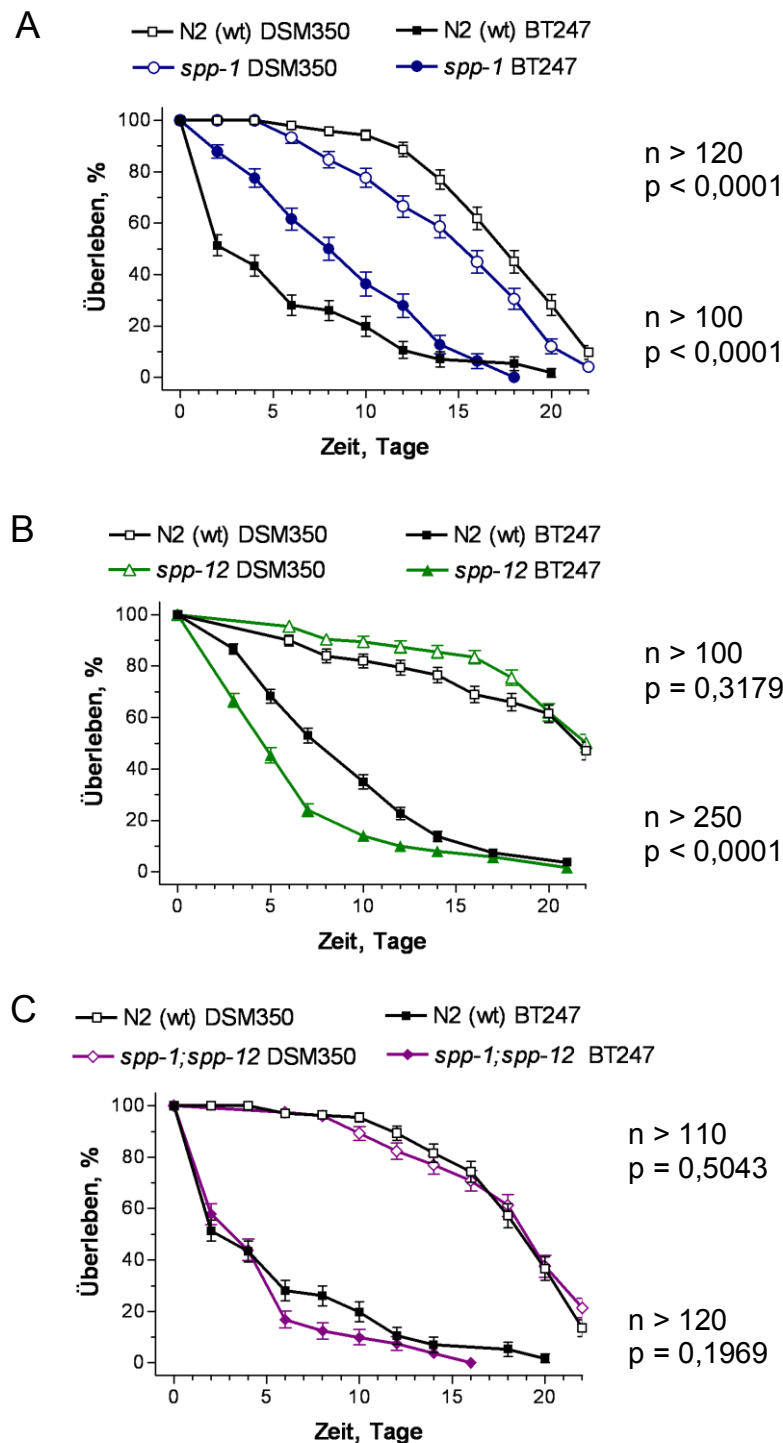 A
N2 (wt) DSM350 N2 (wt) BT247
spp-1 DSM350 spp-1 BT247
100
80
60
40
20
0
Überleben, %
0 5 10 15 20
Zeit, Tage
n > 120
p < 0,0001
n > 100
p < 0,0001
B
N2 (wt) DSM350 N2 (wt) BT247
spp-12 DSM350 spp-12 BT247
100
80
60
40
20
0
Überleben, %
0 5 10 15 20
Zeit, Tage
n > 100
p = 0,3179
n > 250
p < 0,0001
C
N2 (wt) DSM350 N2 (wt) BT247
spp-1;spp-12 DSM350 spp-1;spp-12 BT247
100
80
60
40
20
0
Überleben, %
0 5 10 15 20
Zeit, Tage
n > 110
p = 0,5043
n > 120
p = 0,1969